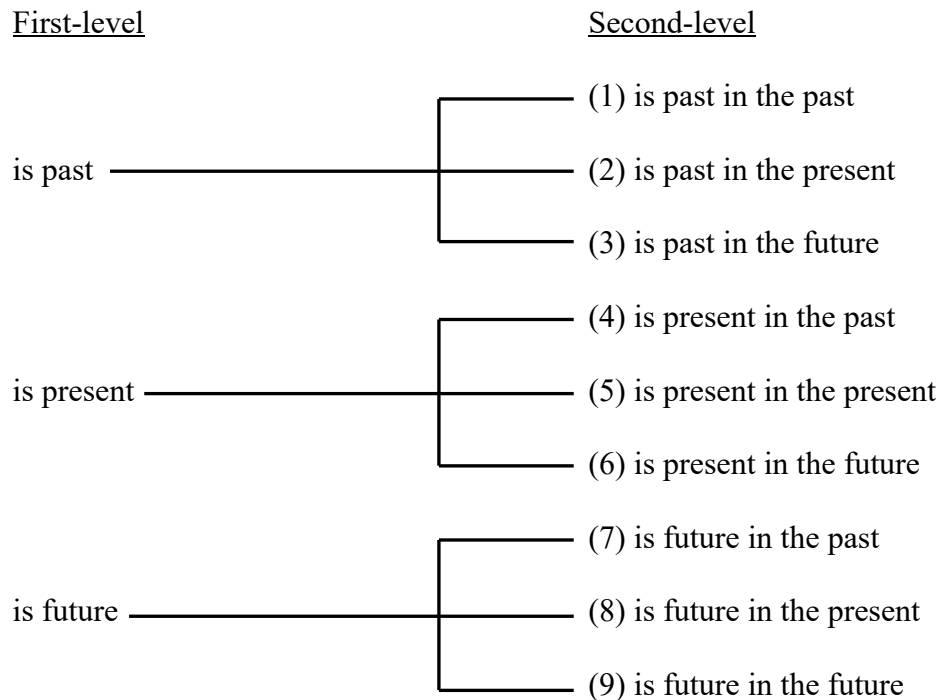 First-level
Second-level
(1) is past in the past
is past
(2) is past in the present
(3) is past in the future
(4) is present in the past
is present
(5) is present in the present
(6) is present in the future
(7) is future in the past
is future
(8) is future in the present
(9) is future in the future